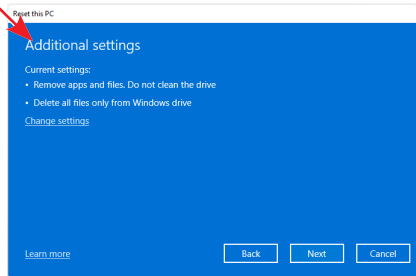 Reset this PC
Additional settings
Current settings:
• Remove apps and files. Do not clean the drive
• Delete all files only from Windows drive
Change settings
Learn more
Back Next Cancel